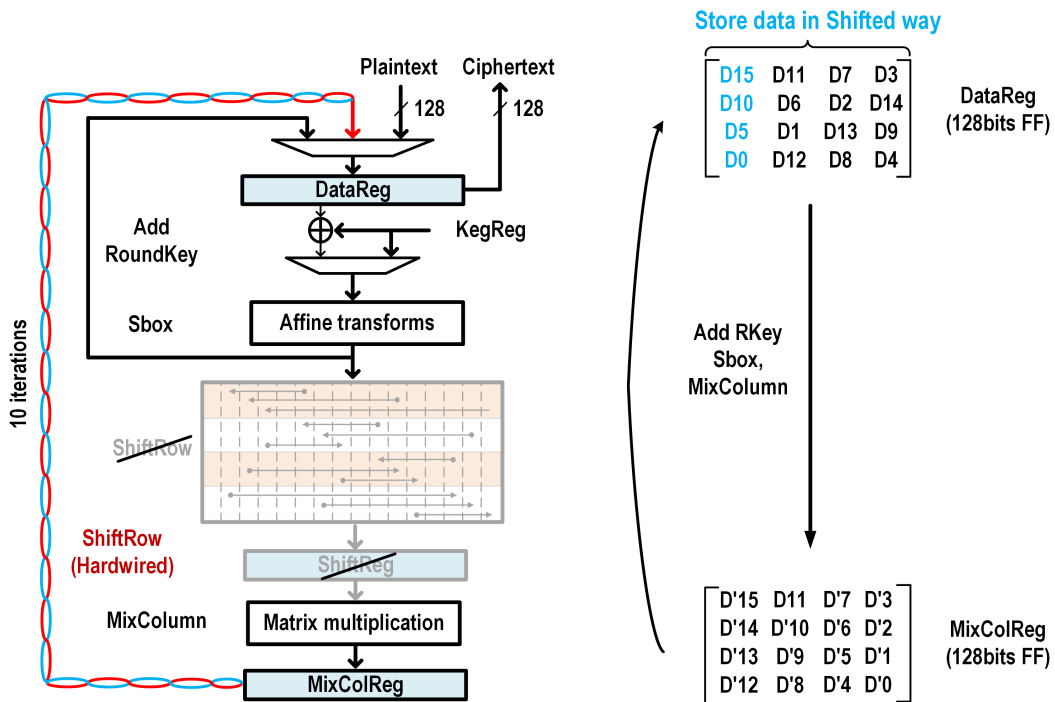 Store data in Shifted way
Plaintext
Ciphertext
128
128
DataReg
Add
RoundKey
KegReg
Sbox
Affine transforms
10 iterations
ShiftRow
ShiftRow
(Hardwired)
ShiftReg
MixColumn
Matrix multiplication
MixColReg
D15 D11 D7 D3
D10 D6 D2 D14
D5 D1 D13 D9
D0 D12 D8 D4
DataReg
(128bits FF)
Add RKey
Sbox,
MixColumn
D'15 D11 D'7 D'3
D'14 D'10 D'6 D'2
D'13 D'9 D'5 D'1
D'12 D'8 D'4 D'0
MixColReg
(128bits FF)